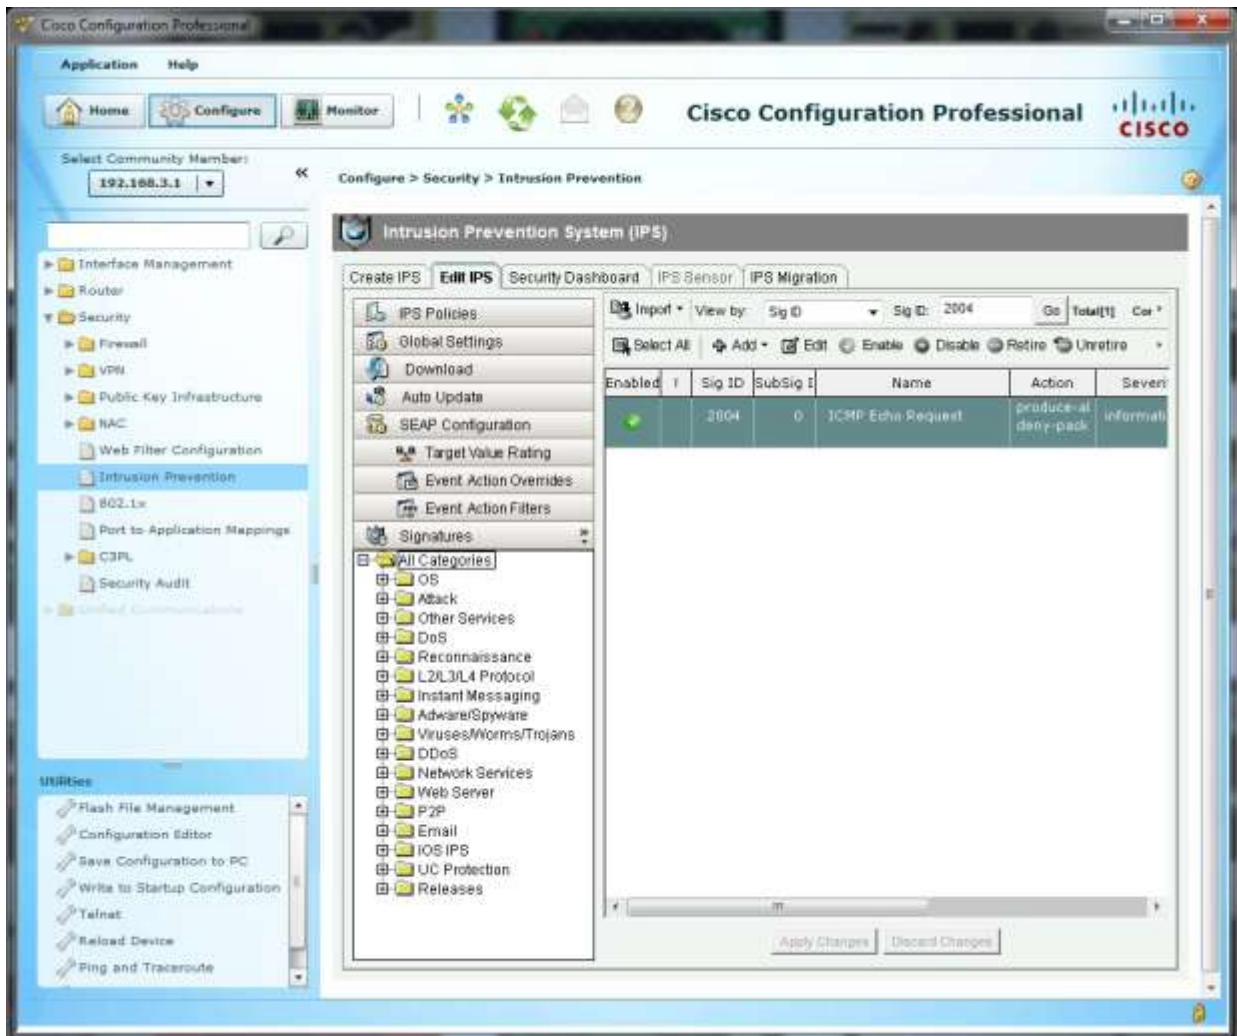 Cisco Configuration Professional
Application Help
Home Configure Monitor
Cisco Configuration Professional
CISCO
Select Community Member:
192.168.3.1
Configure > Security > Intrusion Prevention
Interface Management
Router
Security
Firewall
VPN
Public Key Infrastructure
NAC
Web Filter Configuration
Intrusion Prevention
802.1x
Port to Application Mappings
C3PL
Security Audit
Unified Communications
Utilities
Flash File Management
Configuration Editor
Save Configuration to PC
Write to Startup Configuration
Telnet
Reload Device
Ping and Traceroute
Intrusion Prevention System (IPS)
Create IPS Edit IPS Security Dashboard IPS Sensor IPS Migration
IPS Policies
Global Settings
Download
Auto Update
SEAP Configuration
Target Value Rating
Event Action Overrides
Event Action Filters
Signatures
All Categories
OS
Attack
Other Services
DoS
Reconnaissance
L2/L3/L4 Protocol
Instant Messaging
Adware/Spyware
Viruses/Worms/Trojans
DDoS
Network Services
Web Server
P2P
Email
IOS IPS
UC Protection
Releases
Import View by: Sig ID Sig ID: 2004 Go Total[1] Cor
Select All Add Edit Enable Disable Retire Unretire
Enabled ! Sig ID SubSig I Name Action Severi
2004 0 ICMP Echo Request produce-al deny-pack informati
Apply Changes Discard Changes